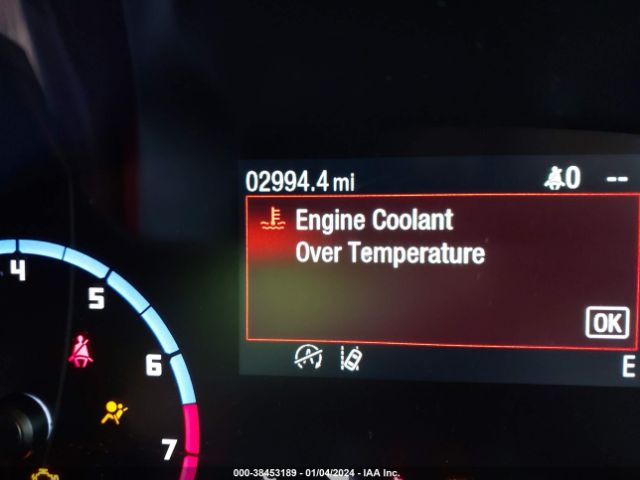 02994.4 mi
0 --
Engine Coolant
Over Temperature
OK
E
4
5
6
7
000-38453189 - 01/04/2024 - IAA Inc.